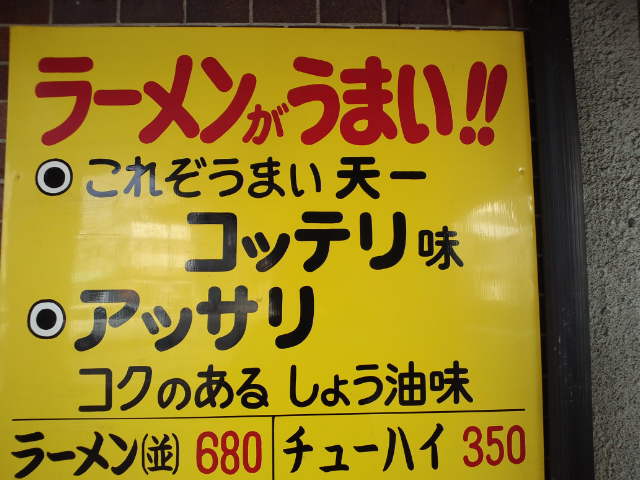 ラーメンがうまい!!
◉これぞうまい天一
コッテリ味
◉アッサリ
コクのある しょう油味
ラーメン(並) 680
チューハイ 350